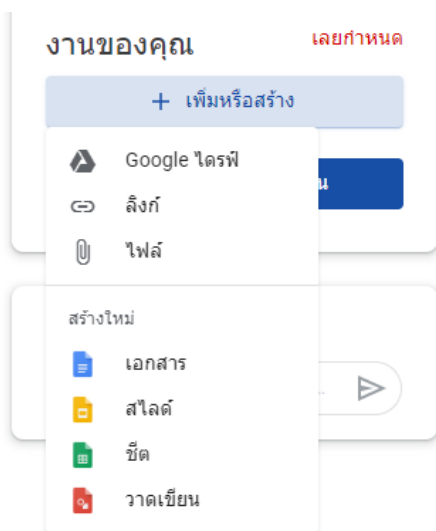 งานของคุณ
เลยกำหนด
+ เพิ่มหรือสร้าง
Google ไดรฟ์
ลิงก์
ไฟล์
สร้างใหม่
เอกสาร
สไลด์
ชีต
วาดเขียน